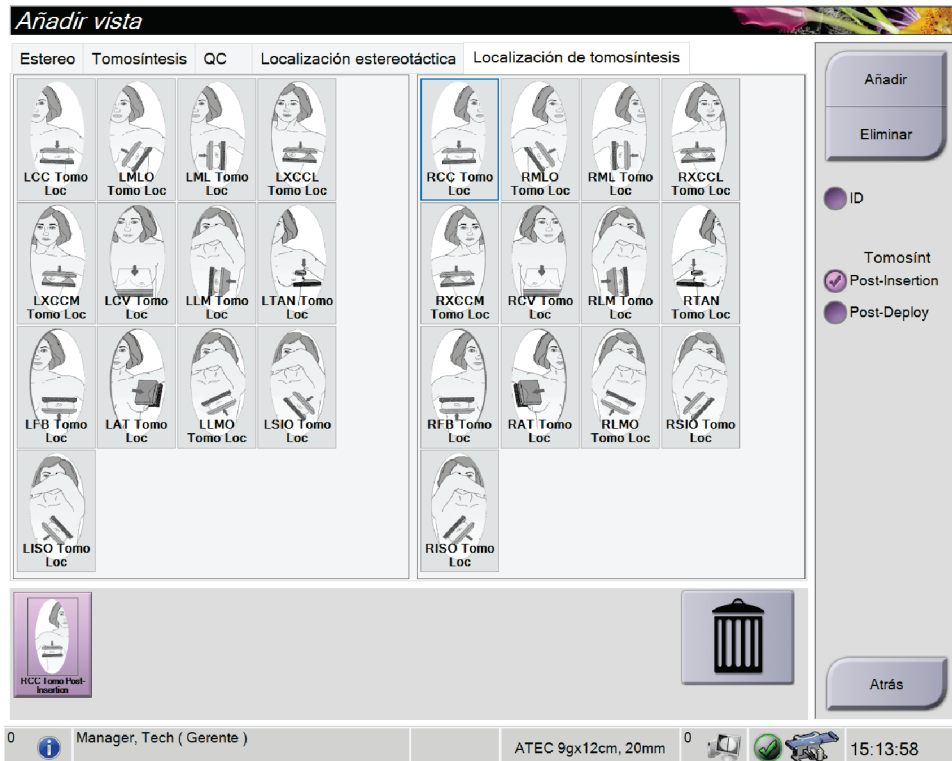 Añadir vista
Estereo Tomosíntesis QC Localización estereotáctica Localización de tomosíntesis
LCC Tomo Loc
LMLO Tomo Loc
LML Tomo Loc
LXCCL Tomo Loc
LXCCM Tomo Loc
LCV Tomo Loc
LLM Tomo Loc
LTAN Tomo Loc
LFB Tomo Loc
LAT Tomo Loc
LLMO Tomo Loc
LSIO Tomo Loc
LISO Tomo Loc
RCC Tomo Loc
RMLO Tomo Loc
RML Tomo Loc
RXCCL Tomo Loc
RXCCM Tomo Loc
RCV Tomo Loc
RLM Tomo Loc
RTAN Tomo Loc
RFB Tomo Loc
RAT Tomo Loc
RLMO Tomo Loc
RSIO Tomo Loc
RISO Tomo Loc
Añadir
Eliminar
ID
Tomosínt
Post-Insertion
Post-Deploy
RCC Tomo Post-
Insertion
Atrás
0 Manager, Tech ( Gerente ) ATEC 9gx12cm, 20mm 0 15:13:58